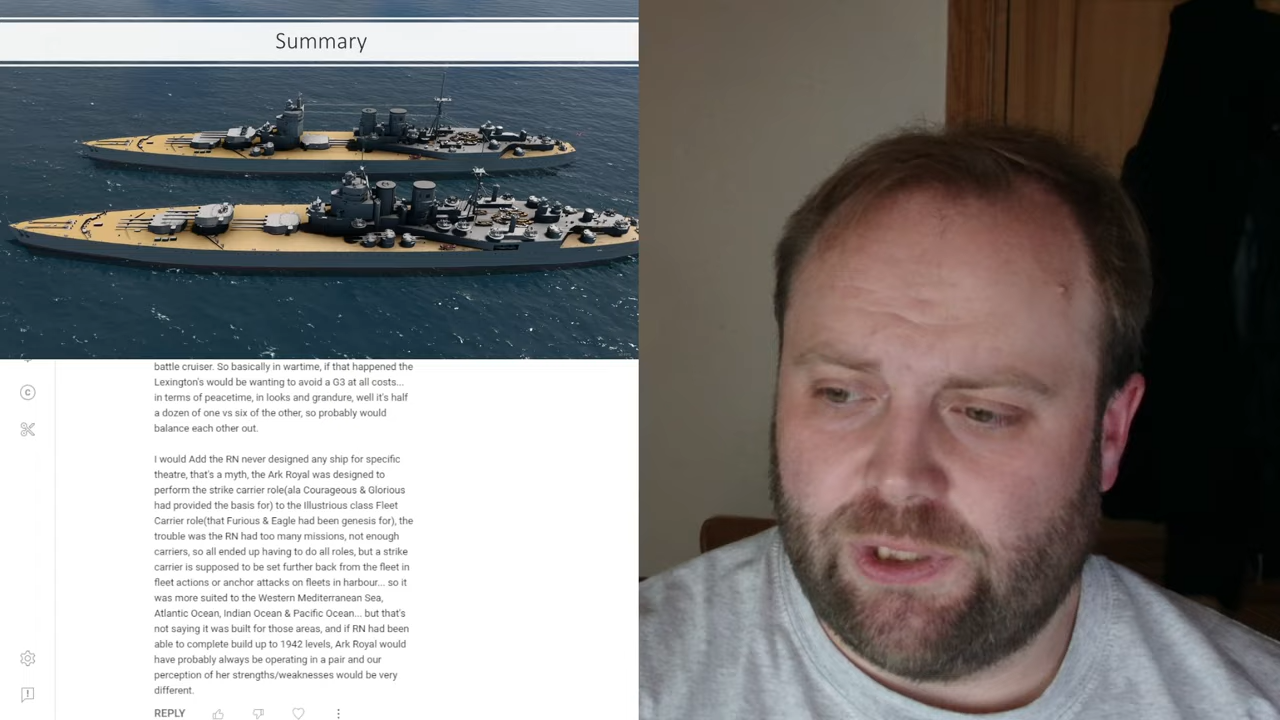 Summary
battle cruiser. So basically in wartime, if that happened the
Lexington's would be wanting to avoid a G3 at all costs...
in terms of peacetime, in looks and grandure, well it's half
a dozen of one vs six of the other, so probably would
balance each other out.
I would Add the RN never designed any ship for specific
theatre, that's a myth, the Ark Royal was designed to
perform the strike carrier role(ala Courageous & Glorious
had provided the basis for) to the Illustrious class Fleet
Carrier role(that Furious & Eagle had been genesis for), the
trouble was the RN had too many missions, not enough
carriers, so all ended up having to do all roles, but a strike
carrier is supposed to be set further back from the fleet in
fleet actions or anchor attacks on fleets in harbour... so it
was more suited to the Western Mediterranean Sea,
Atlantic Ocean, Indian Ocean & Pacific Ocean... but that's
not saying it was built for those areas, and if RN had been
able to complete build up to 1942 levels, Ark Royal would
have probably always be operating in a pair and our
perception of her strengths/weaknesses would be very
different.
REPLY